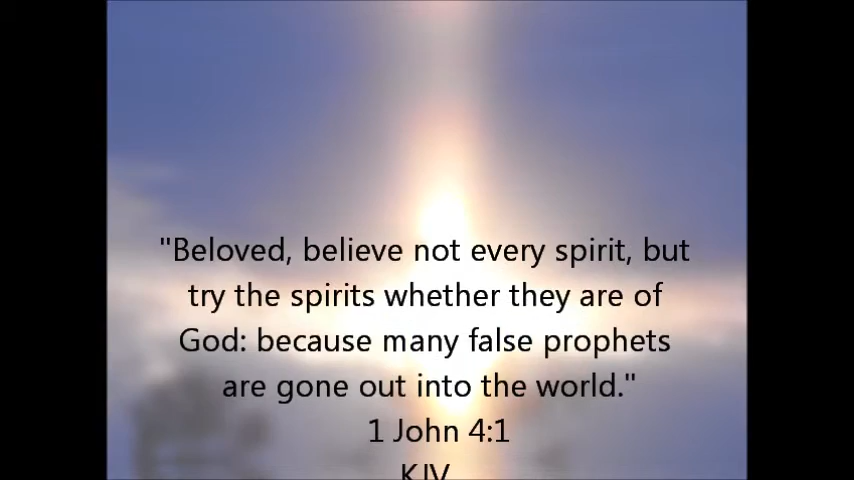 "Beloved, believe not every spirit, but
try the spirits whether they are of
God: because many false prophets
are gone out into the world."
1 John 4:1
KJV